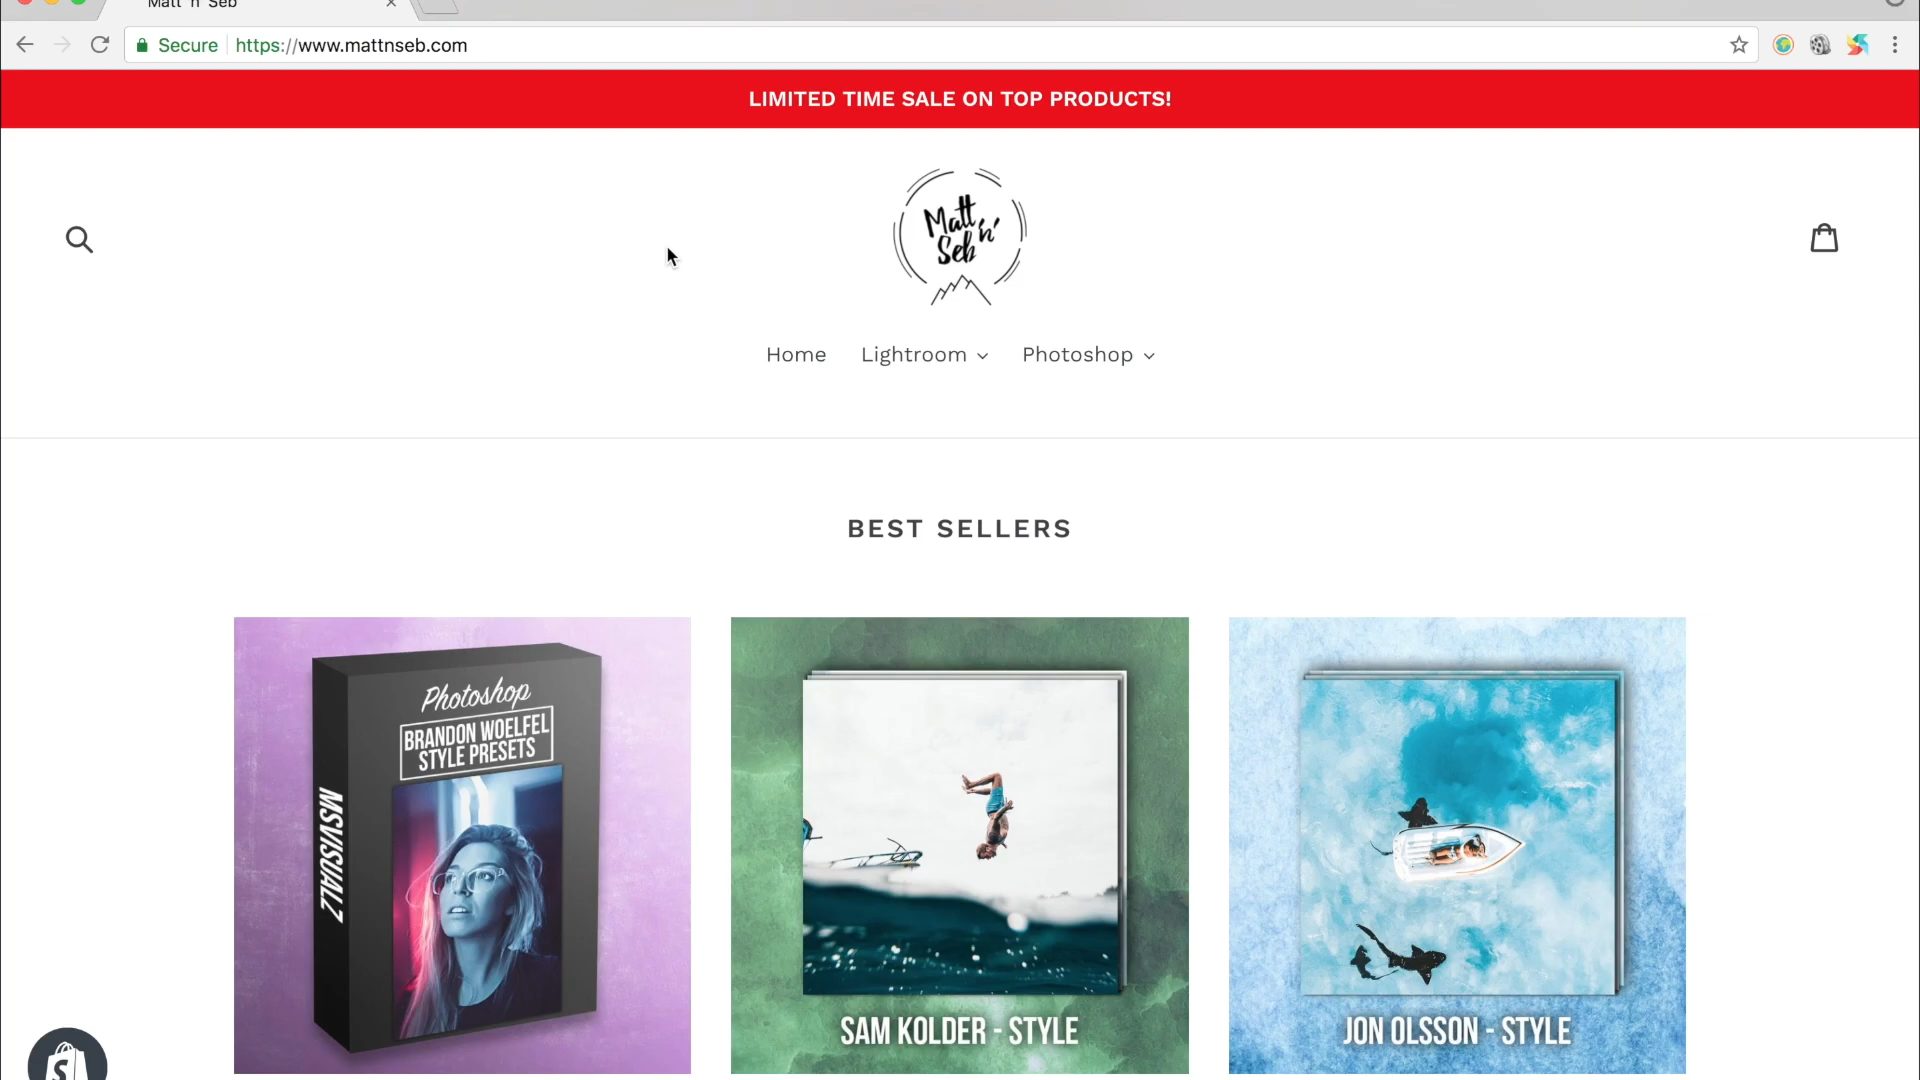 Matt 'n' Seb
Secure
https://www.mattnseb.com
LIMITED TIME SALE ON TOP PRODUCTS!
Matt
'n'
Seb
Home
Lightroom
Photoshop
BEST SELLERS
Photoshop
BRANDON WOELFEL
STYLE PRESETS
MSVISUALZ
SAM KOLDER - STYLE
JON OLSSON - STYLE